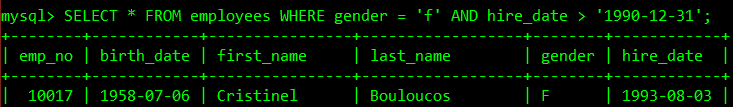 mysql> SELECT * FROM employees WHERE gender = 'f' AND hire_date > '1990-12-31';
+--------+------------+----------------+------------------+--------+------------+
| emp_no | birth_date | first_name     | last_name        | gender | hire_date  |
+--------+------------+----------------+------------------+--------+------------+
|  10017 | 1958-07-06 | Cristinel      | Bouloucos        | F      | 1993-08-03 |